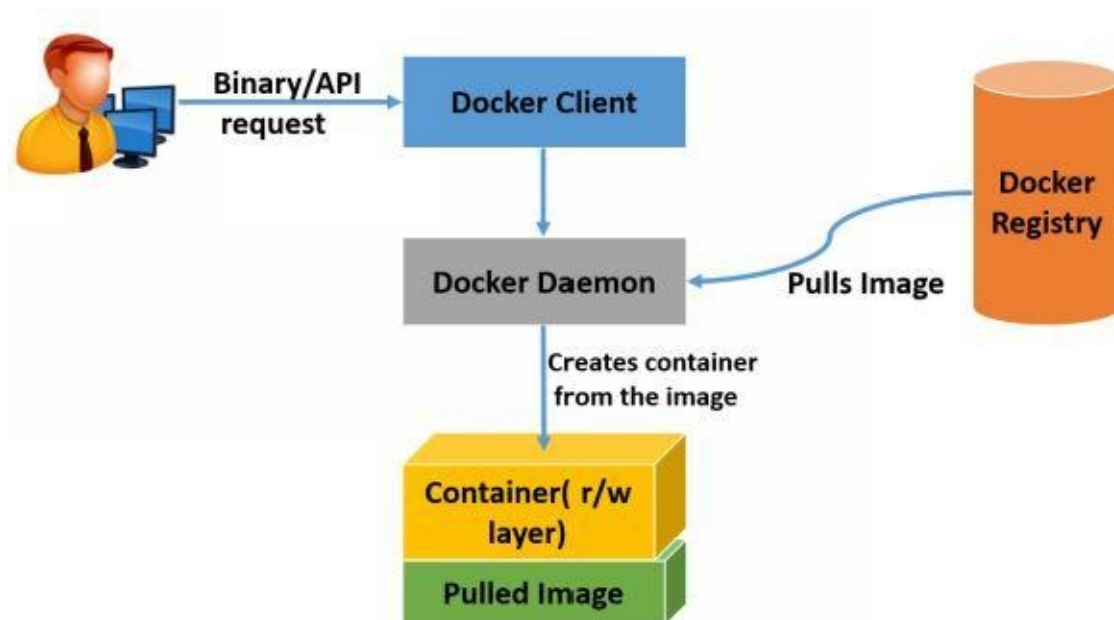 Binary/API
request
Docker Client
Docker
Registry
Docker Daemon
Pulls Image
Creates container
from the image
Container( r/w
layer)
Pulled Image